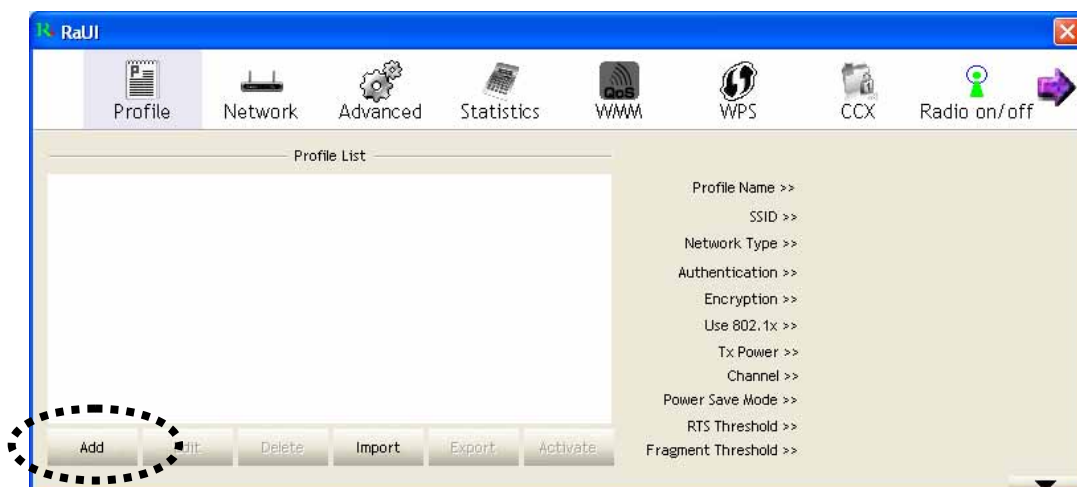 RaUI
Profile Network Advanced Statistics QoS WMM WPS CCX Radio on/off
Profile List
Profile Name >>
SSID >>
Network Type >>
Authentication >>
Encryption >>
Use 802.1x >>
Tx Power >>
Channel >>
Power Save Mode >>
RTS Threshold >>
Fragment Threshold >>
Add Edit Delete Import Export Activate